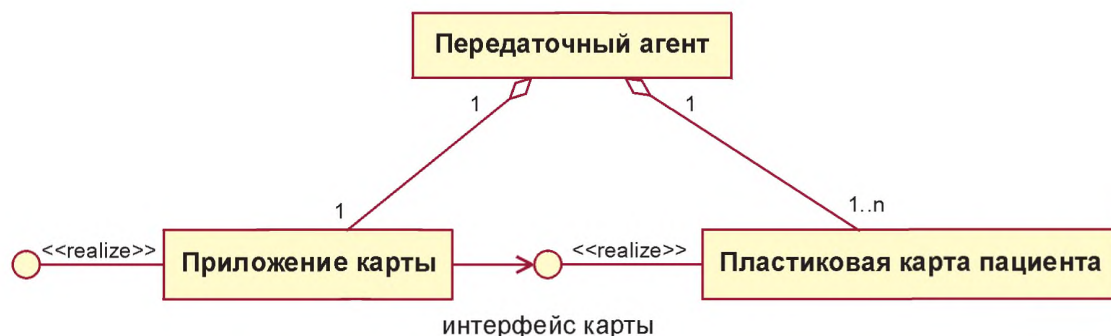 Передаточный агент
1
1
1
1..n
<<realize>>
Приложение карты
<<realize>>
Пластиковая карта пациента
интерфейс карты